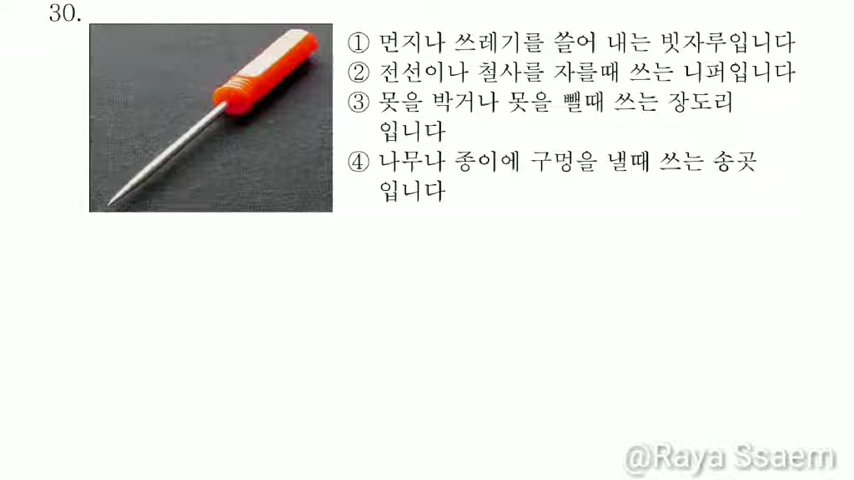 30.
① 먼지나 쓰레기를 쓸어 내는 빗자루입니다
② 전선이나 철사를 자를때 쓰는 니퍼입니다
③ 못을 박거나 못을 뺄때 쓰는 장도리
입니다
④ 나무나 종이에 구멍을 낼때 쓰는 송곳
입니다
@Raya Ssaem